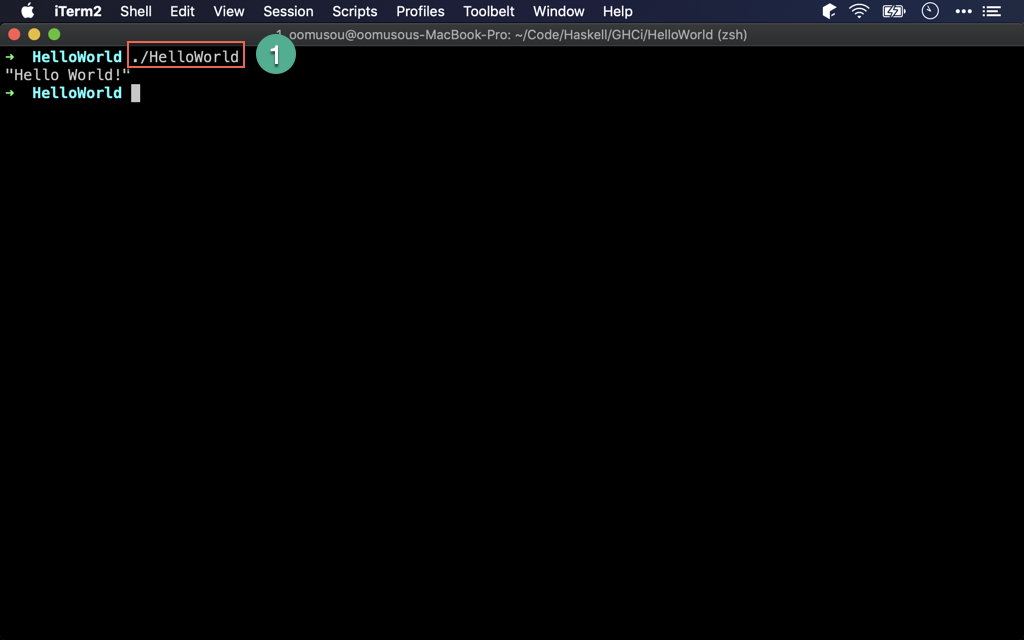 iTerm2 Shell Edit View Session Scripts Profiles Toolbelt Window Help
1. oomusou@oomusous-MacBook-Pro: ~/Code/Haskell/GHCi/HelloWorld (zsh)
➜ HelloWorld ./HelloWorld 1
"Hello World!"
➜ HelloWorld